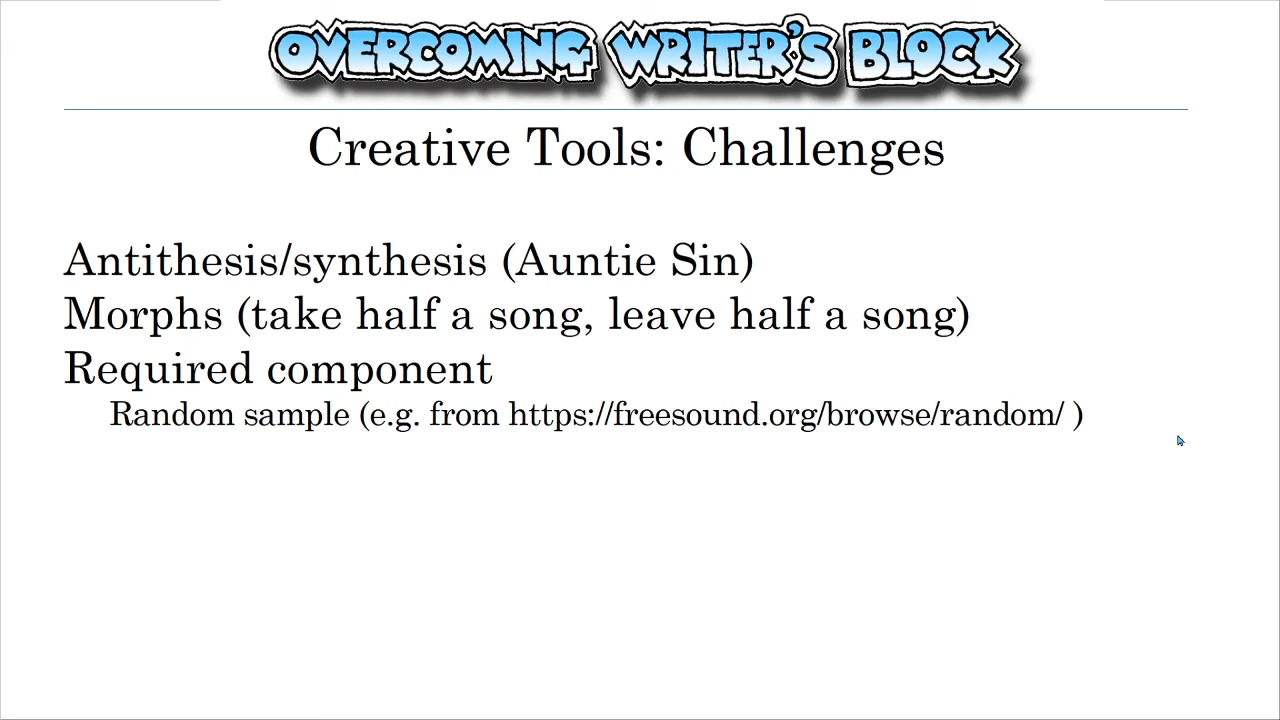 OVERCOMING WRITER'S BLOCK
Creative Tools: Challenges
Antithesis/synthesis (Auntie Sin)
Morphs (take half a song, leave half a song)
Required component
Random sample (e.g. from https://freesound.org/browse/random/ )